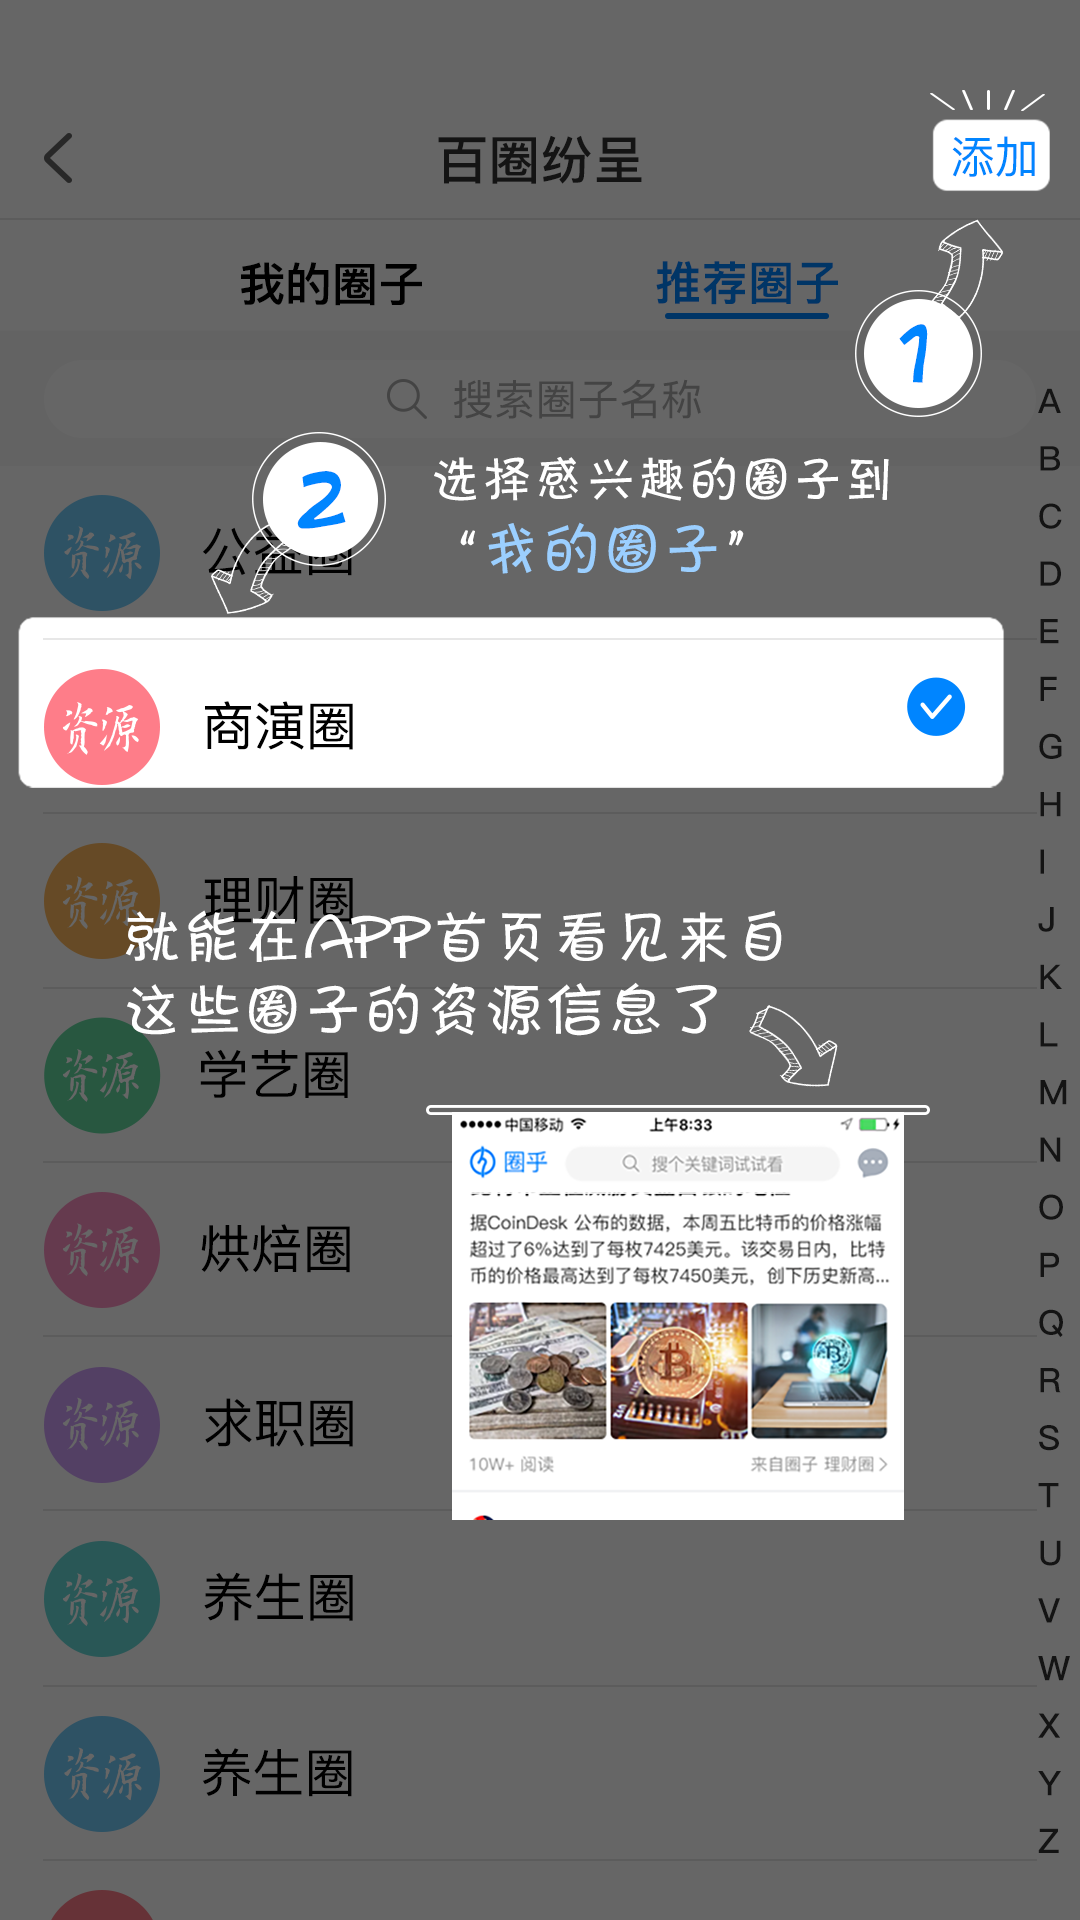 百圈纷呈
添加
我的圈子
推荐圈子
1
搜索圈子名称
2
选择感兴趣的圈子到
“我的圈子”
资源
公益圈
资源
商演圈
资源
理财圈
就能在APP首页看见来自
这些圈子的资源信息了
资源
学艺圈
中国移动
上午8:33
圈乎
搜个关键词试试看
据CoinDesk 公布的数据，本周五比特币的价格涨幅
超过了6%达到了每枚7425美元。该交易日内，比特
币的价格最高达到了每枚7450美元，创下历史新高...
10W+ 阅读
来自圈子 理财圈
资源
烘焙圈
资源
求职圈
资源
养生圈
资源
养生圈
A
B
C
D
E
F
G
H
I
J
K
L
M
N
O
P
Q
R
S
T
U
V
W
X
Y
Z